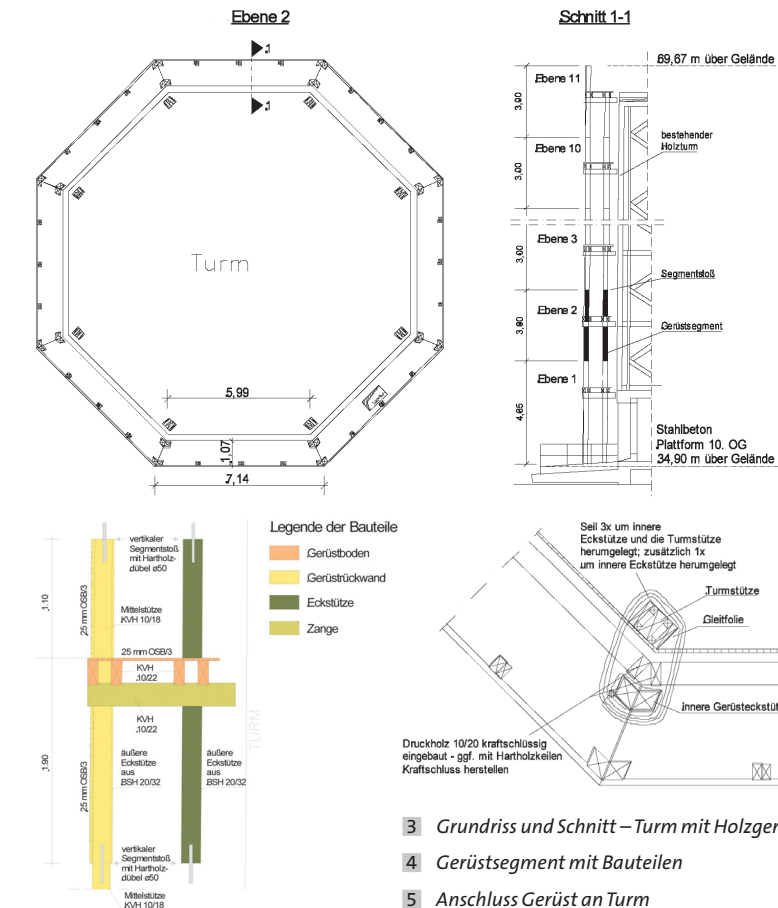 Ebene 2
1
1
Turm
5,99
1,07
7,14
Schnitt 1-1
69,67 m über Gelände
Ebene 11
3,90
bestehender
Holzturm
Ebene 10
3,00
Ebene 3
3,60
Segmentstoß
Ebene 2
3,90
Gerüstsegment
Ebene 1
4,65
Stahlbeton
Plattform 10. OG
34,90 m über Gelände
vertikaler
Segmentstoß
mit Hartholz-
dübel ø50
1.10
25 mm OSB/3
Mittelstütze
KVH 10/18
25 mm OSB/3
KVH
10/22
KVH
10/22
TURM
1.90
25 mm OSB/3
äußere
Eckstütze
aus
BSH 20/32
äußere
Eckstütze
aus
BSH 20/32
vertikaler
Segmentstoß
mit Hartholz-
dübel ø50
Mittelstütze
KVH 10/18
Legende der Bauteile
Gerüstboden
Gerüstrückwand
Eckstütze
Zange
Seil 3x um innere
Eckstütze und die Turmstütze
herumgelegt; zusätzlich 1x
um innere Eckstütze herumgelegt
Turmstütze
Gleitfolie
innere Gerüsteckstüt
Druckholz 10/20 kraftschlüssig
eingebaut - ggf. mit Hartholzkeilen
Kraftschluss herstellen
3 Grundriss und Schnitt – Turm mit Holzger
4 Gerüstsegment mit Bauteilen
5 Anschluss Gerüst an Turm